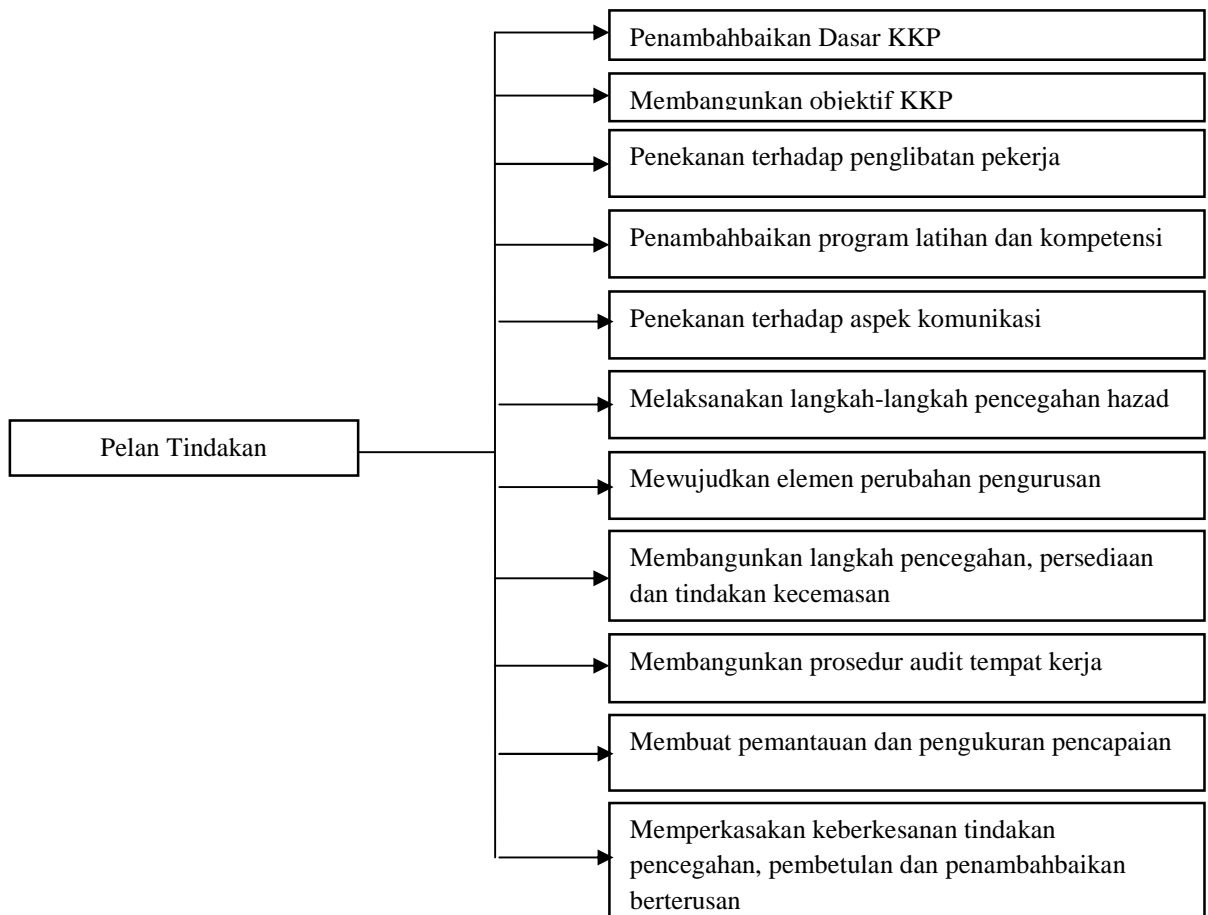 Penambahbaikan Dasar KKP
Membangunkan objektif KKP
Penekanan terhadap penglibatan pekerja
Penambahbaikan program latihan dan kompetensi
Penekanan terhadap aspek komunikasi
Melaksanakan langkah-langkah pencegahan hazad
Pelan Tindakan
Mewujudkan elemen perubahan pengurusan
Membangunkan langkah pencegahan, persediaan
dan tindakan kecemasan
Membangunkan prosedur audit tempat kerja
Membuat pemantauan dan pengukuran pencapaian
Memperkasakan keberkesanan tindakan
pencegahan, pembetulan dan penambahbaikan
berterusan